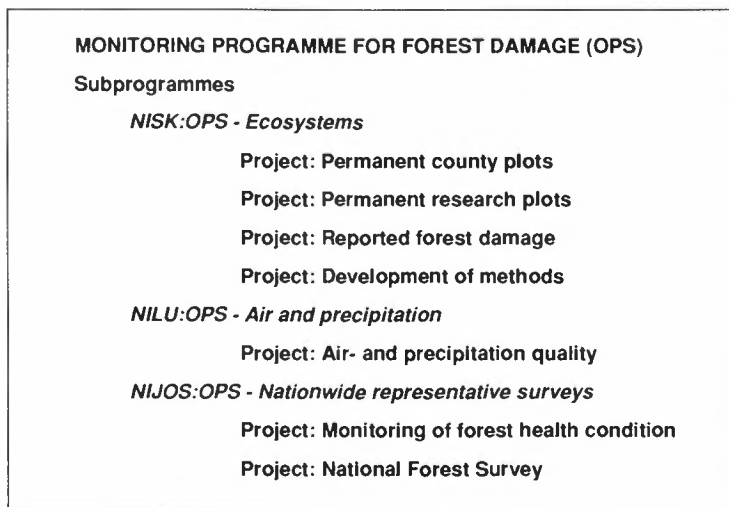 MONITORING PROGRAMME FOR FOREST DAMAGE (OPS)
Subprogrammes
NISK:OPS - Ecosystems
Project: Permanent county plots
Project: Permanent research plots
Project: Reported forest damage
Project: Development of methods
NILU:OPS - Air and precipitation
Project: Air- and precipitation quality
NIJOS:OPS - Nationwide representative surveys
Project: Monitoring of forest health condition
Project: National Forest Survey